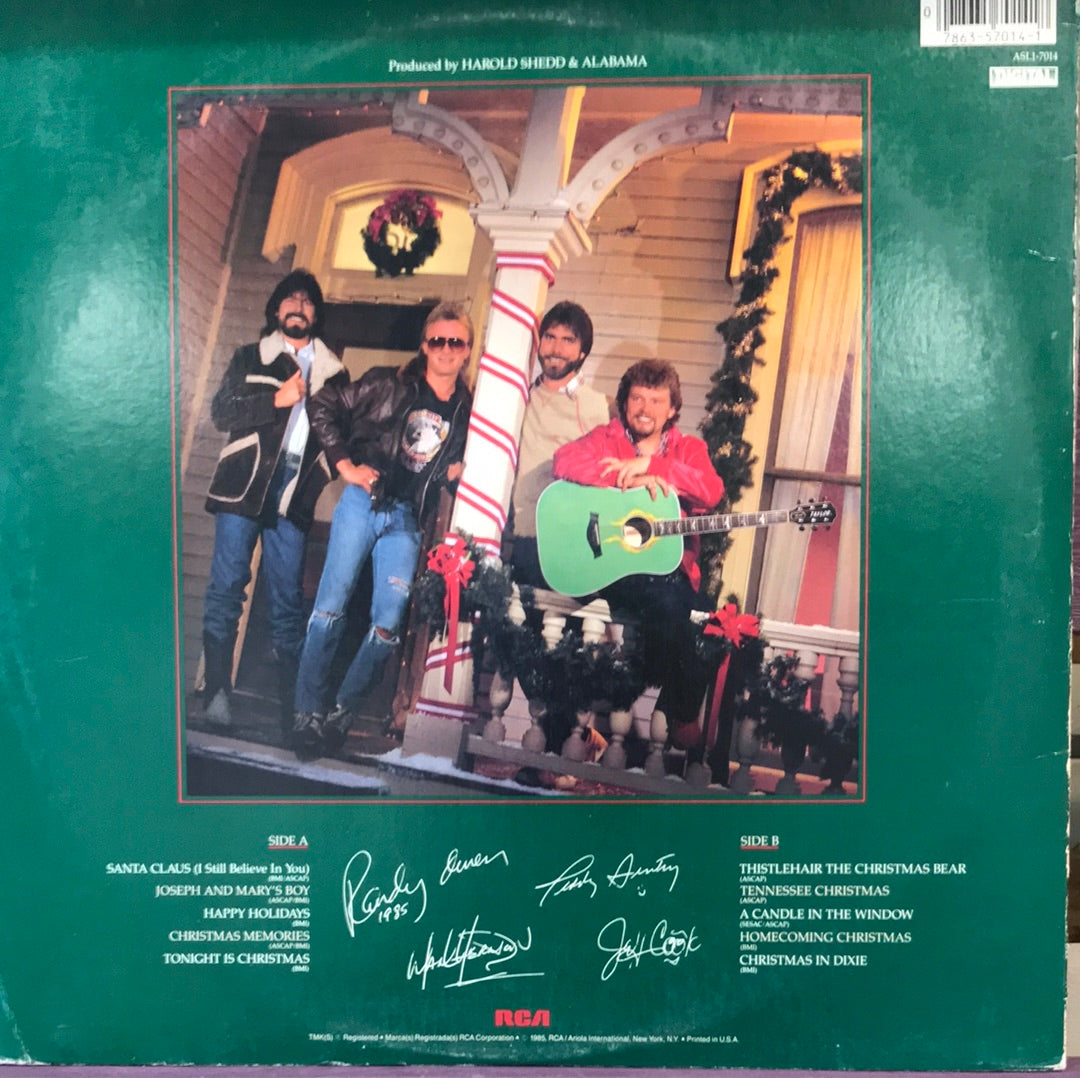 0
7863-57014-1
ASL1-7014
Produced by HAROLD SHEDD & ALABAMA
TAYLOR
SIDE A
SANTA CLAUS (I Still Believe In You)
(BMI/ASCAP)
JOSEPH AND MARY'S BOY
(ASCAP/BMI)
HAPPY HOLIDAYS
(BMI)
CHRISTMAS MEMORIES
(ASCAP/BMI)
TONIGHT IS CHRISTMAS
(BMI)
Randy Owen
1985
Teddy Gentry
Mark Herndon
Jeff Cook
SIDE B
THISTLEHAIR THE CHRISTMAS BEAR
(ASCAP)
TENNESSEE CHRISTMAS
(ASCAP)
A CANDLE IN THE WINDOW
(SESAC/ASCAP)
HOMECOMING CHRISTMAS
(BMI)
CHRISTMAS IN DIXIE
(BMI)
RCA
TMK(S) ® Registered • Marca(s) Registrada(s) RCA Corporation • © 1985, RCA/Ariola International, New York, N.Y. • Printed in U.S.A.